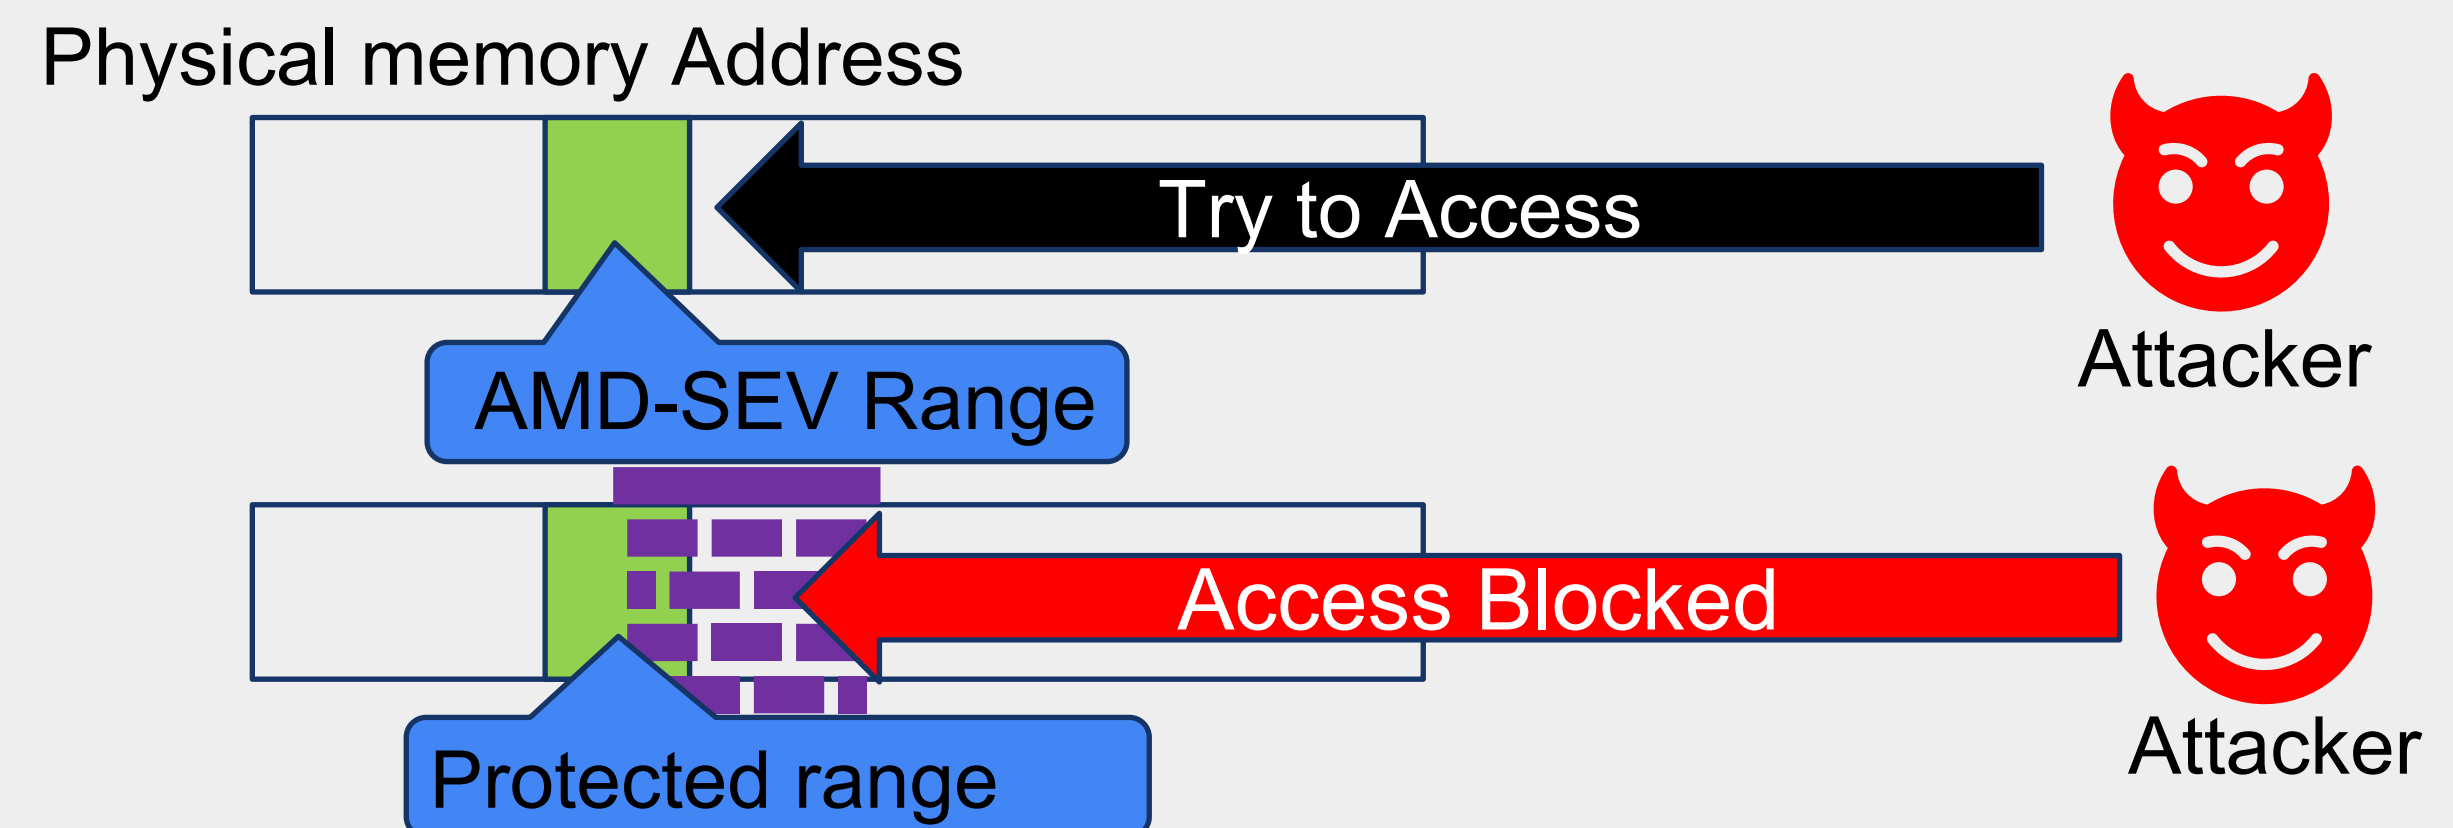 Physical memory Address
Try to Access
Attacker
AMD-SEV Range
Access Blocked
Attacker
Protected range